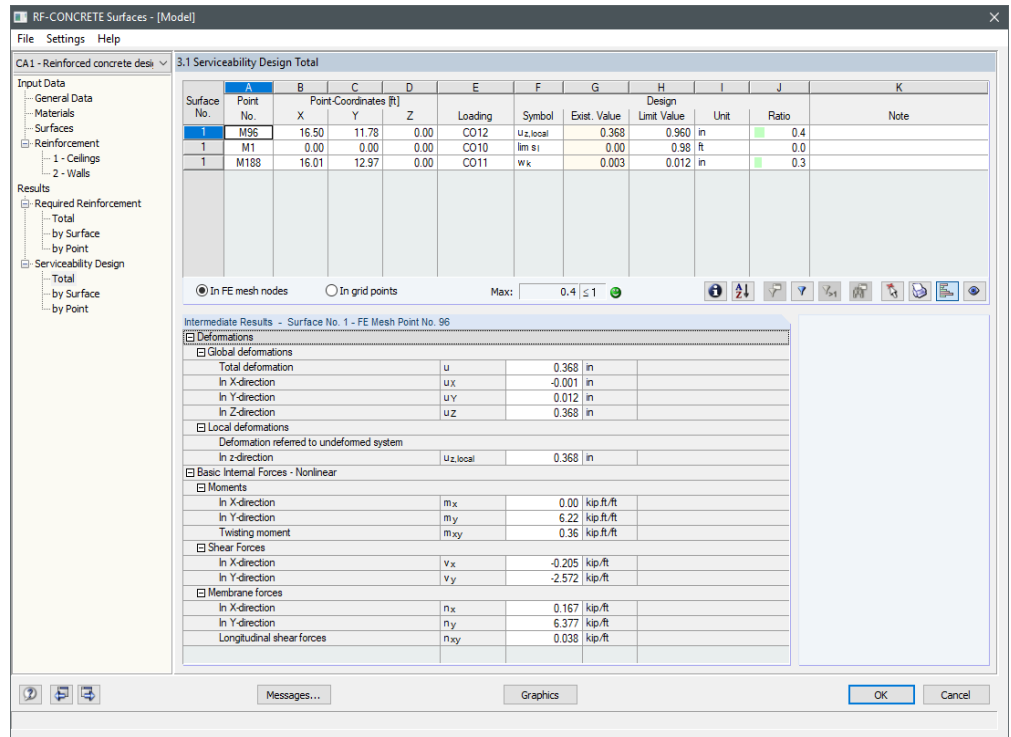 RF-CONCRETE Surfaces - [Model]
File Settings Help
CA1 - Reinforced concrete desi
3.1 Serviceability Design Total
Input Data
General Data
Materials
Surfaces
Reinforcement
1 - Ceilings
2 - Walls
Results
Required Reinforcement
Total
by Surface
by Point
Serviceability Design
Total
by Surface
by Point
A B C D E F G H I J K
Surface Point Point-Coordinates [ft] Design
No. No. X Y Z Loading Symbol Exist. Value Limit Value Unit Ratio Note
1 M96 16.50 11.78 0.00 CO12 uz,local 0.368 0.960 in 0.4
1 M1 0.00 0.00 0.00 CO10 lim sl 0.00 0.98 ft 0.0
1 M188 16.01 12.97 0.00 CO11 wk 0.003 0.012 in 0.3
In FE mesh nodes In grid points Max: 0.4 ≤ 1
Intermediate Results - Surface No. 1 - FE Mesh Point No. 96
Deformations
Global deformations
Total deformation u 0.368 in
In X-direction uX -0.001 in
In Y-direction uY 0.012 in
In Z-direction uZ 0.368 in
Local deformations
Deformation referred to undeformed system
In z-direction uz,local 0.368 in
Basic Internal Forces - Nonlinear
Moments
In X-direction mx 0.00 kip.ft/ft
In Y-direction my 6.22 kip.ft/ft
Twisting moment mxy 0.36 kip.ft/ft
Shear Forces
In X-direction vx -0.205 kip/ft
In Y-direction vy -2.572 kip/ft
Membrane forces
In X-direction nx 0.167 kip/ft
In Y-direction ny 6.377 kip/ft
Longitudinal shear forces nxy 0.038 kip/ft
Messages... Graphics OK Cancel